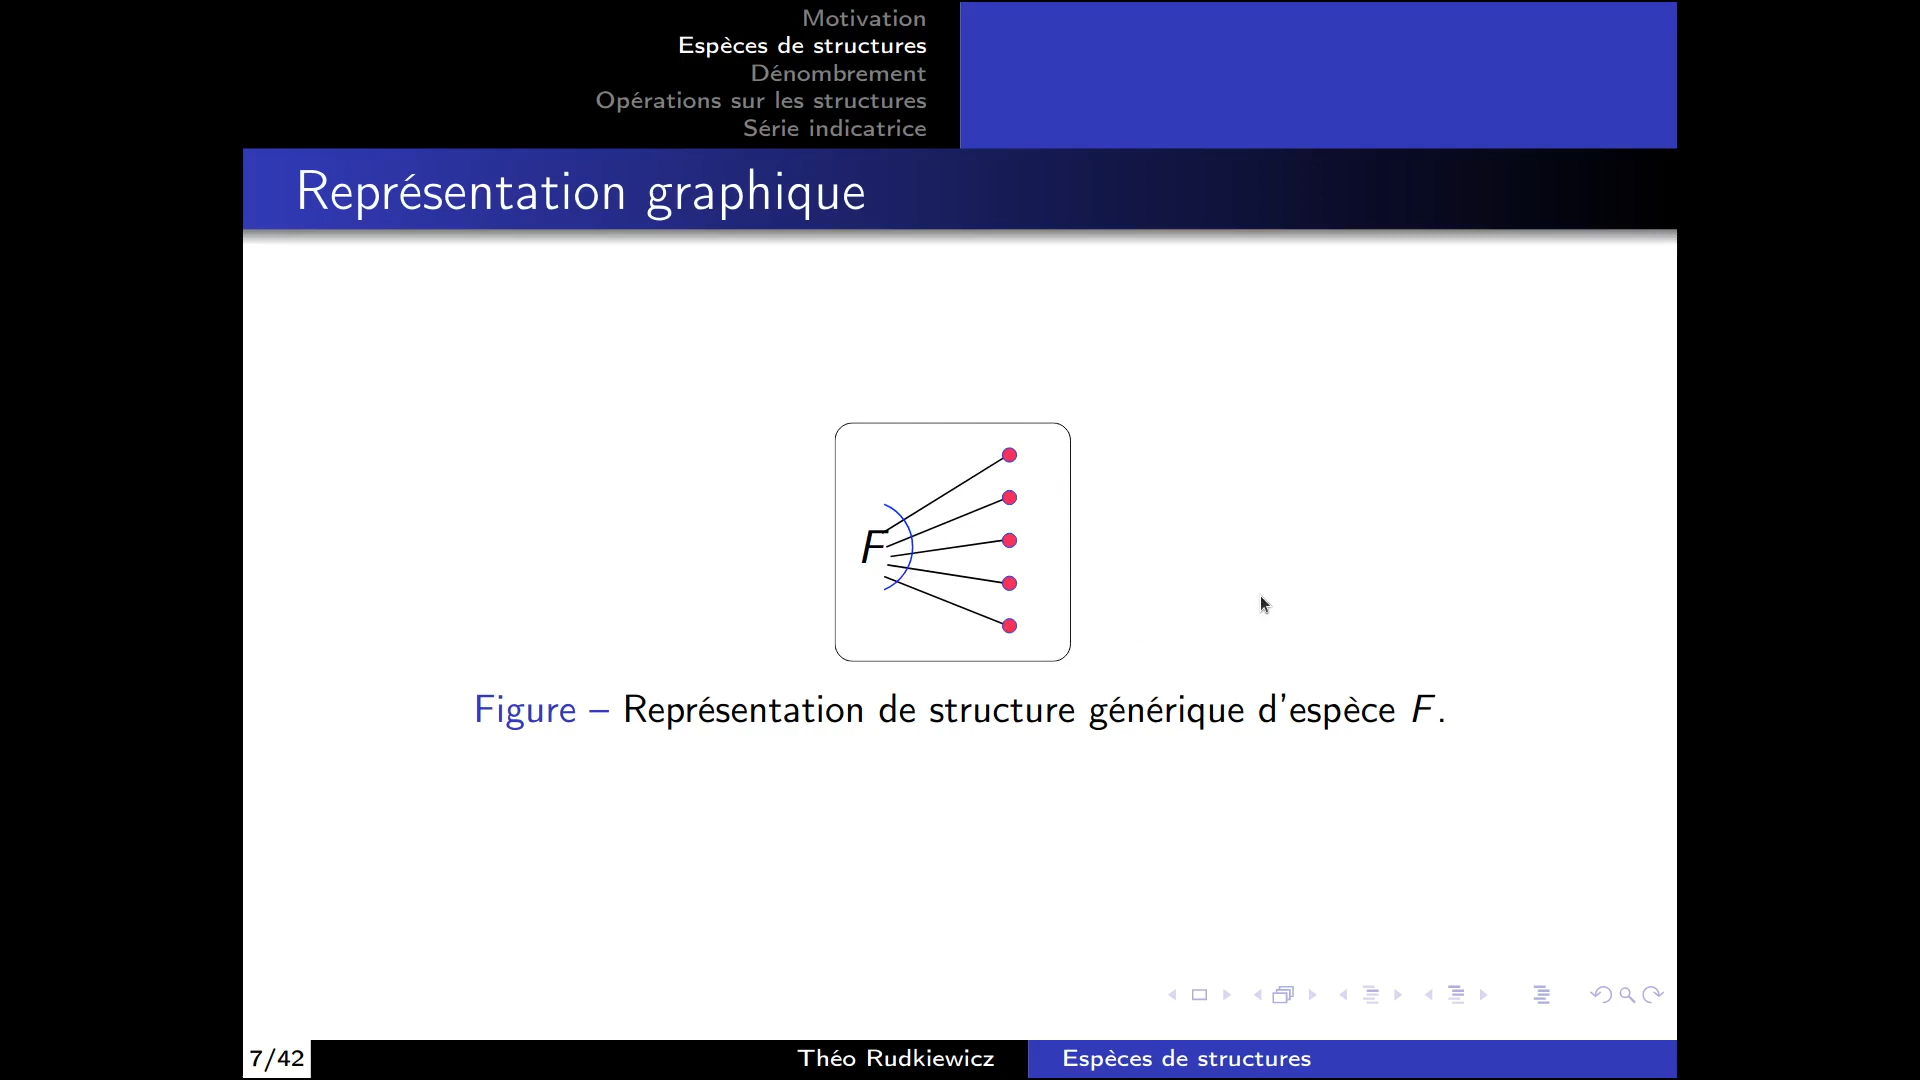 Motivation
Espèces de structures
Dénombrement
Opérations sur les structures
Série indicatrice
Représentation graphique
F
Figure – Représentation de structure générique d'espèce F.
7/42
Théo Rudkiewicz
Espèces de structures